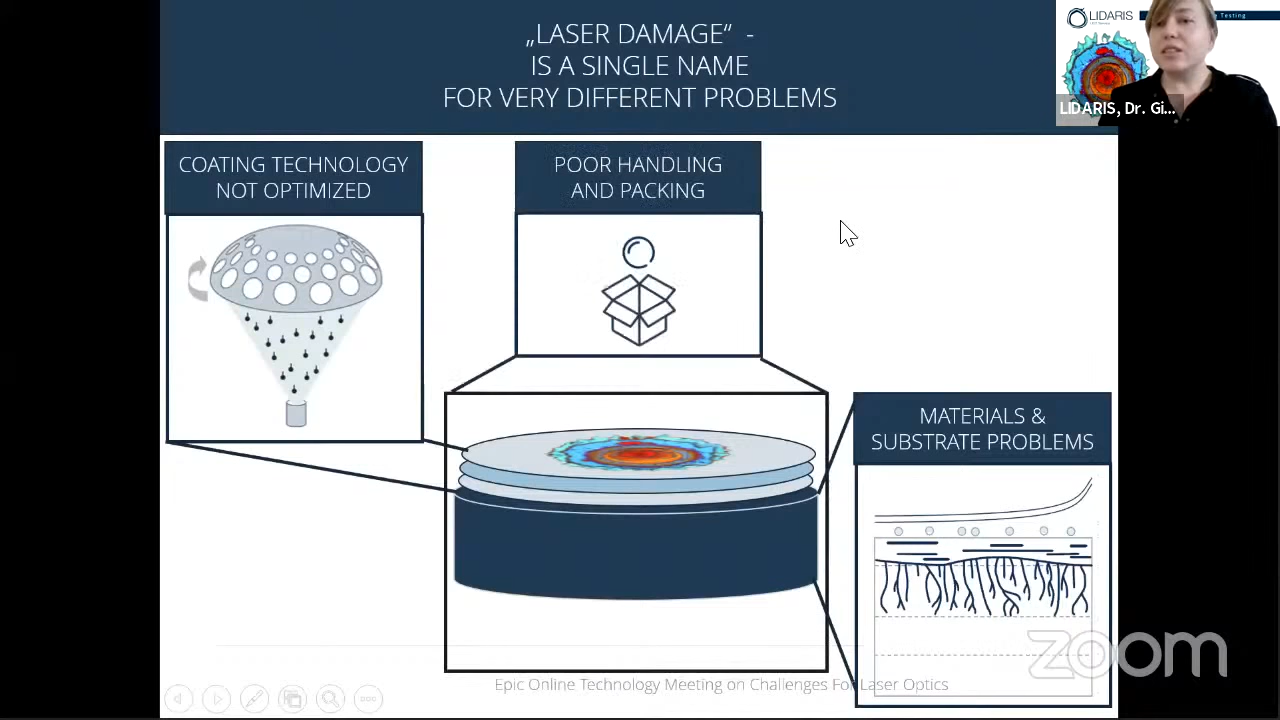 „LASER DAMAGE“ -
IS A SINGLE NAME
FOR VERY DIFFERENT PROBLEMS
LIDARIS
Testing
LIDARIS, Dr. Gi...
COATING TECHNOLOGY
NOT OPTIMIZED
POOR HANDLING
AND PACKING
MATERIALS &
SUBSTRATE PROBLEMS
zoom
Epic Online Technology Meeting on Challenges For Laser Optics